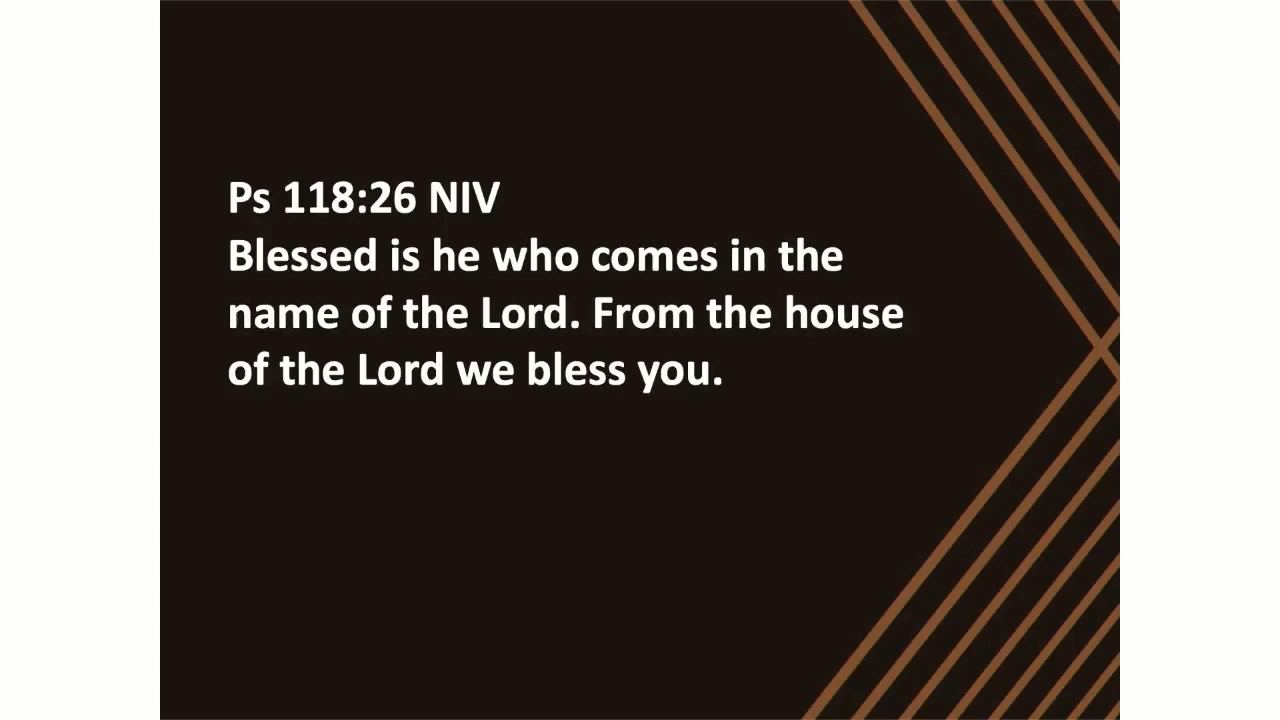 Ps 118:26 NIV
Blessed is he who comes in the
name of the Lord. From the house
of the Lord we bless you.